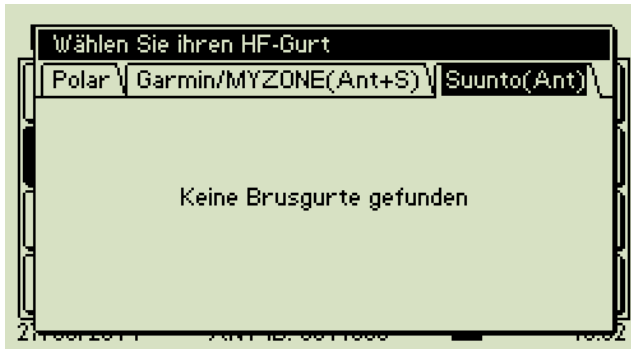 Wählen Sie ihren HF-Gurt
Polar Garmin/MYZONE(Ant+S) Suunto(Ant)
Keine Brusgurte gefunden